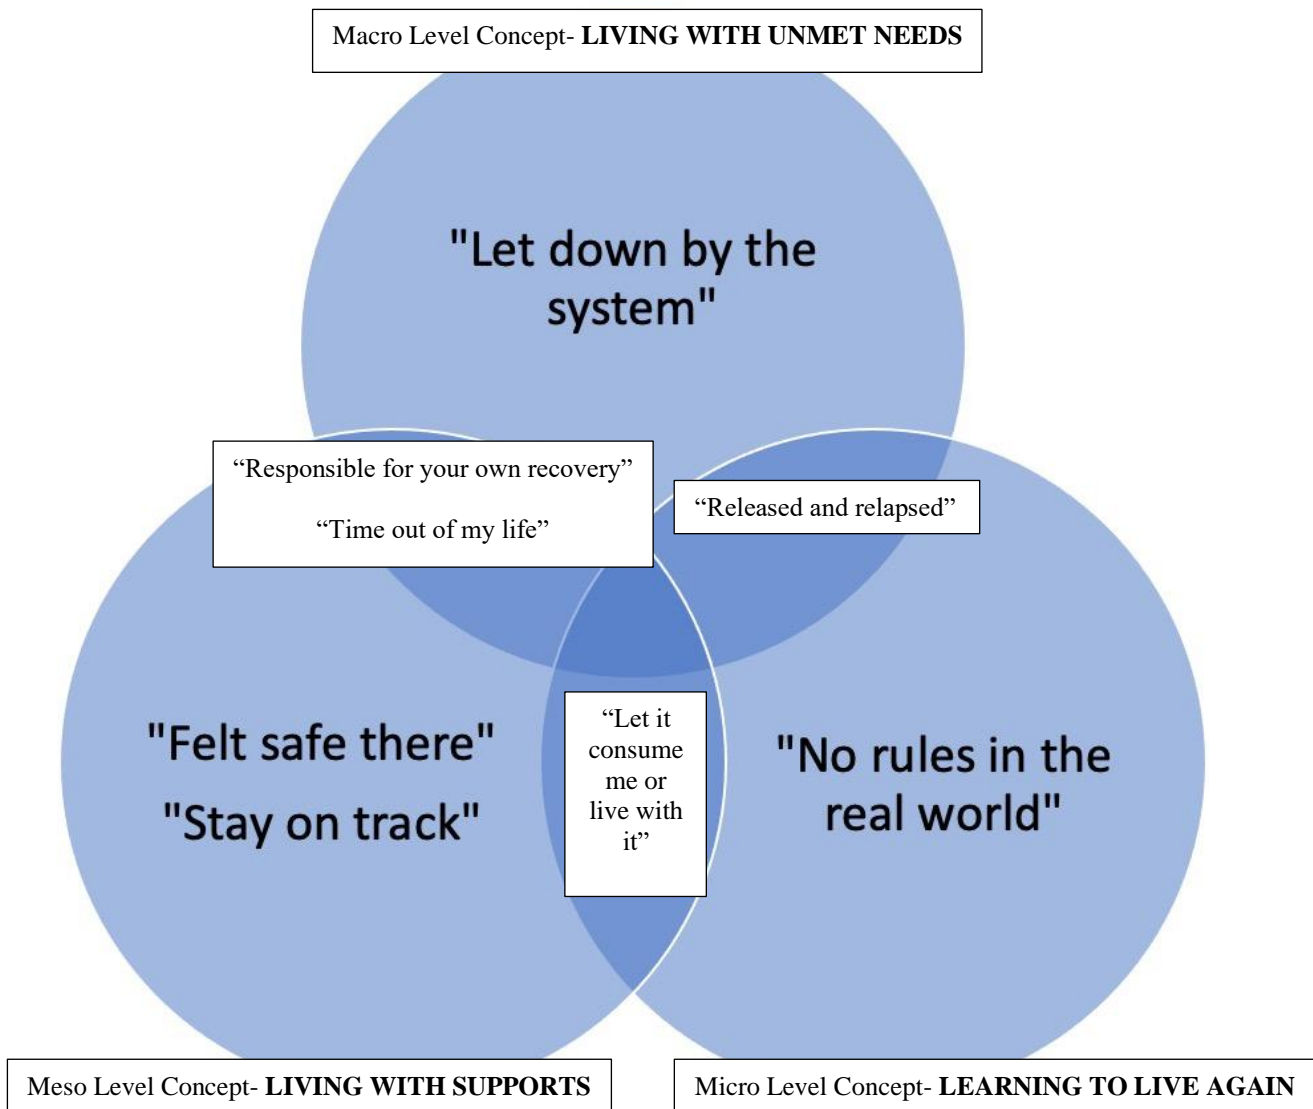 Macro Level Concept- LIVING WITH UNMET NEEDS
"Let down by the
system"
“Responsible for your own recovery”
“Time out of my life”
“Released and relapsed”
"Felt safe there"
"Stay on track"
“Let it
consume
me or
live with
it”
"No rules in the
real world"
Meso Level Concept- LIVING WITH SUPPORTS
Micro Level Concept- LEARNING TO LIVE AGAIN